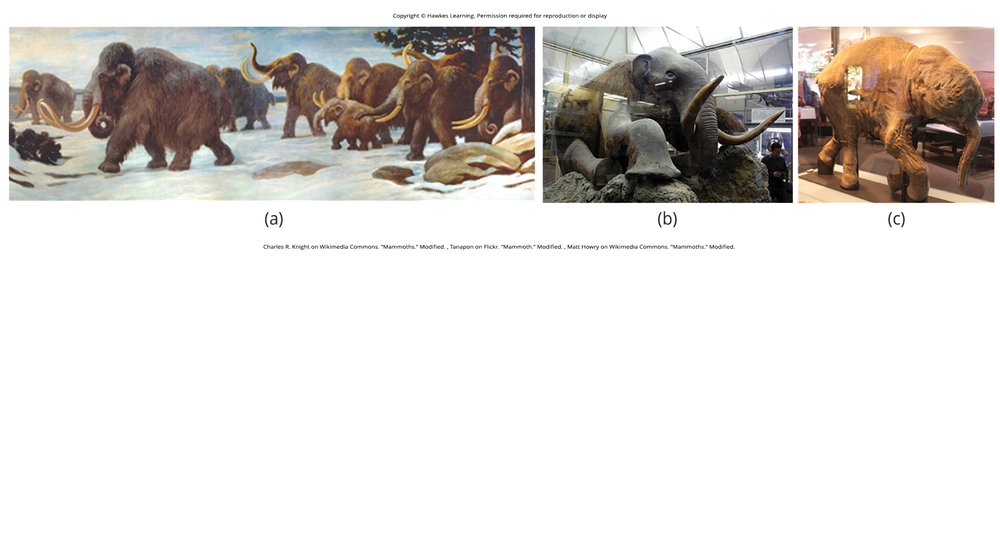 Copyright © Hawkes Learning. Permission required for reproduction or display
(a)
(b)
(c)
Charles R. Knight on Wikimedia Commons. “Mammoths.” Modified. , Tanapon on Flickr. “Mammoth.” Modified. , Matt Howry on Wikimedia Commons. “Mammoths.” Modified.